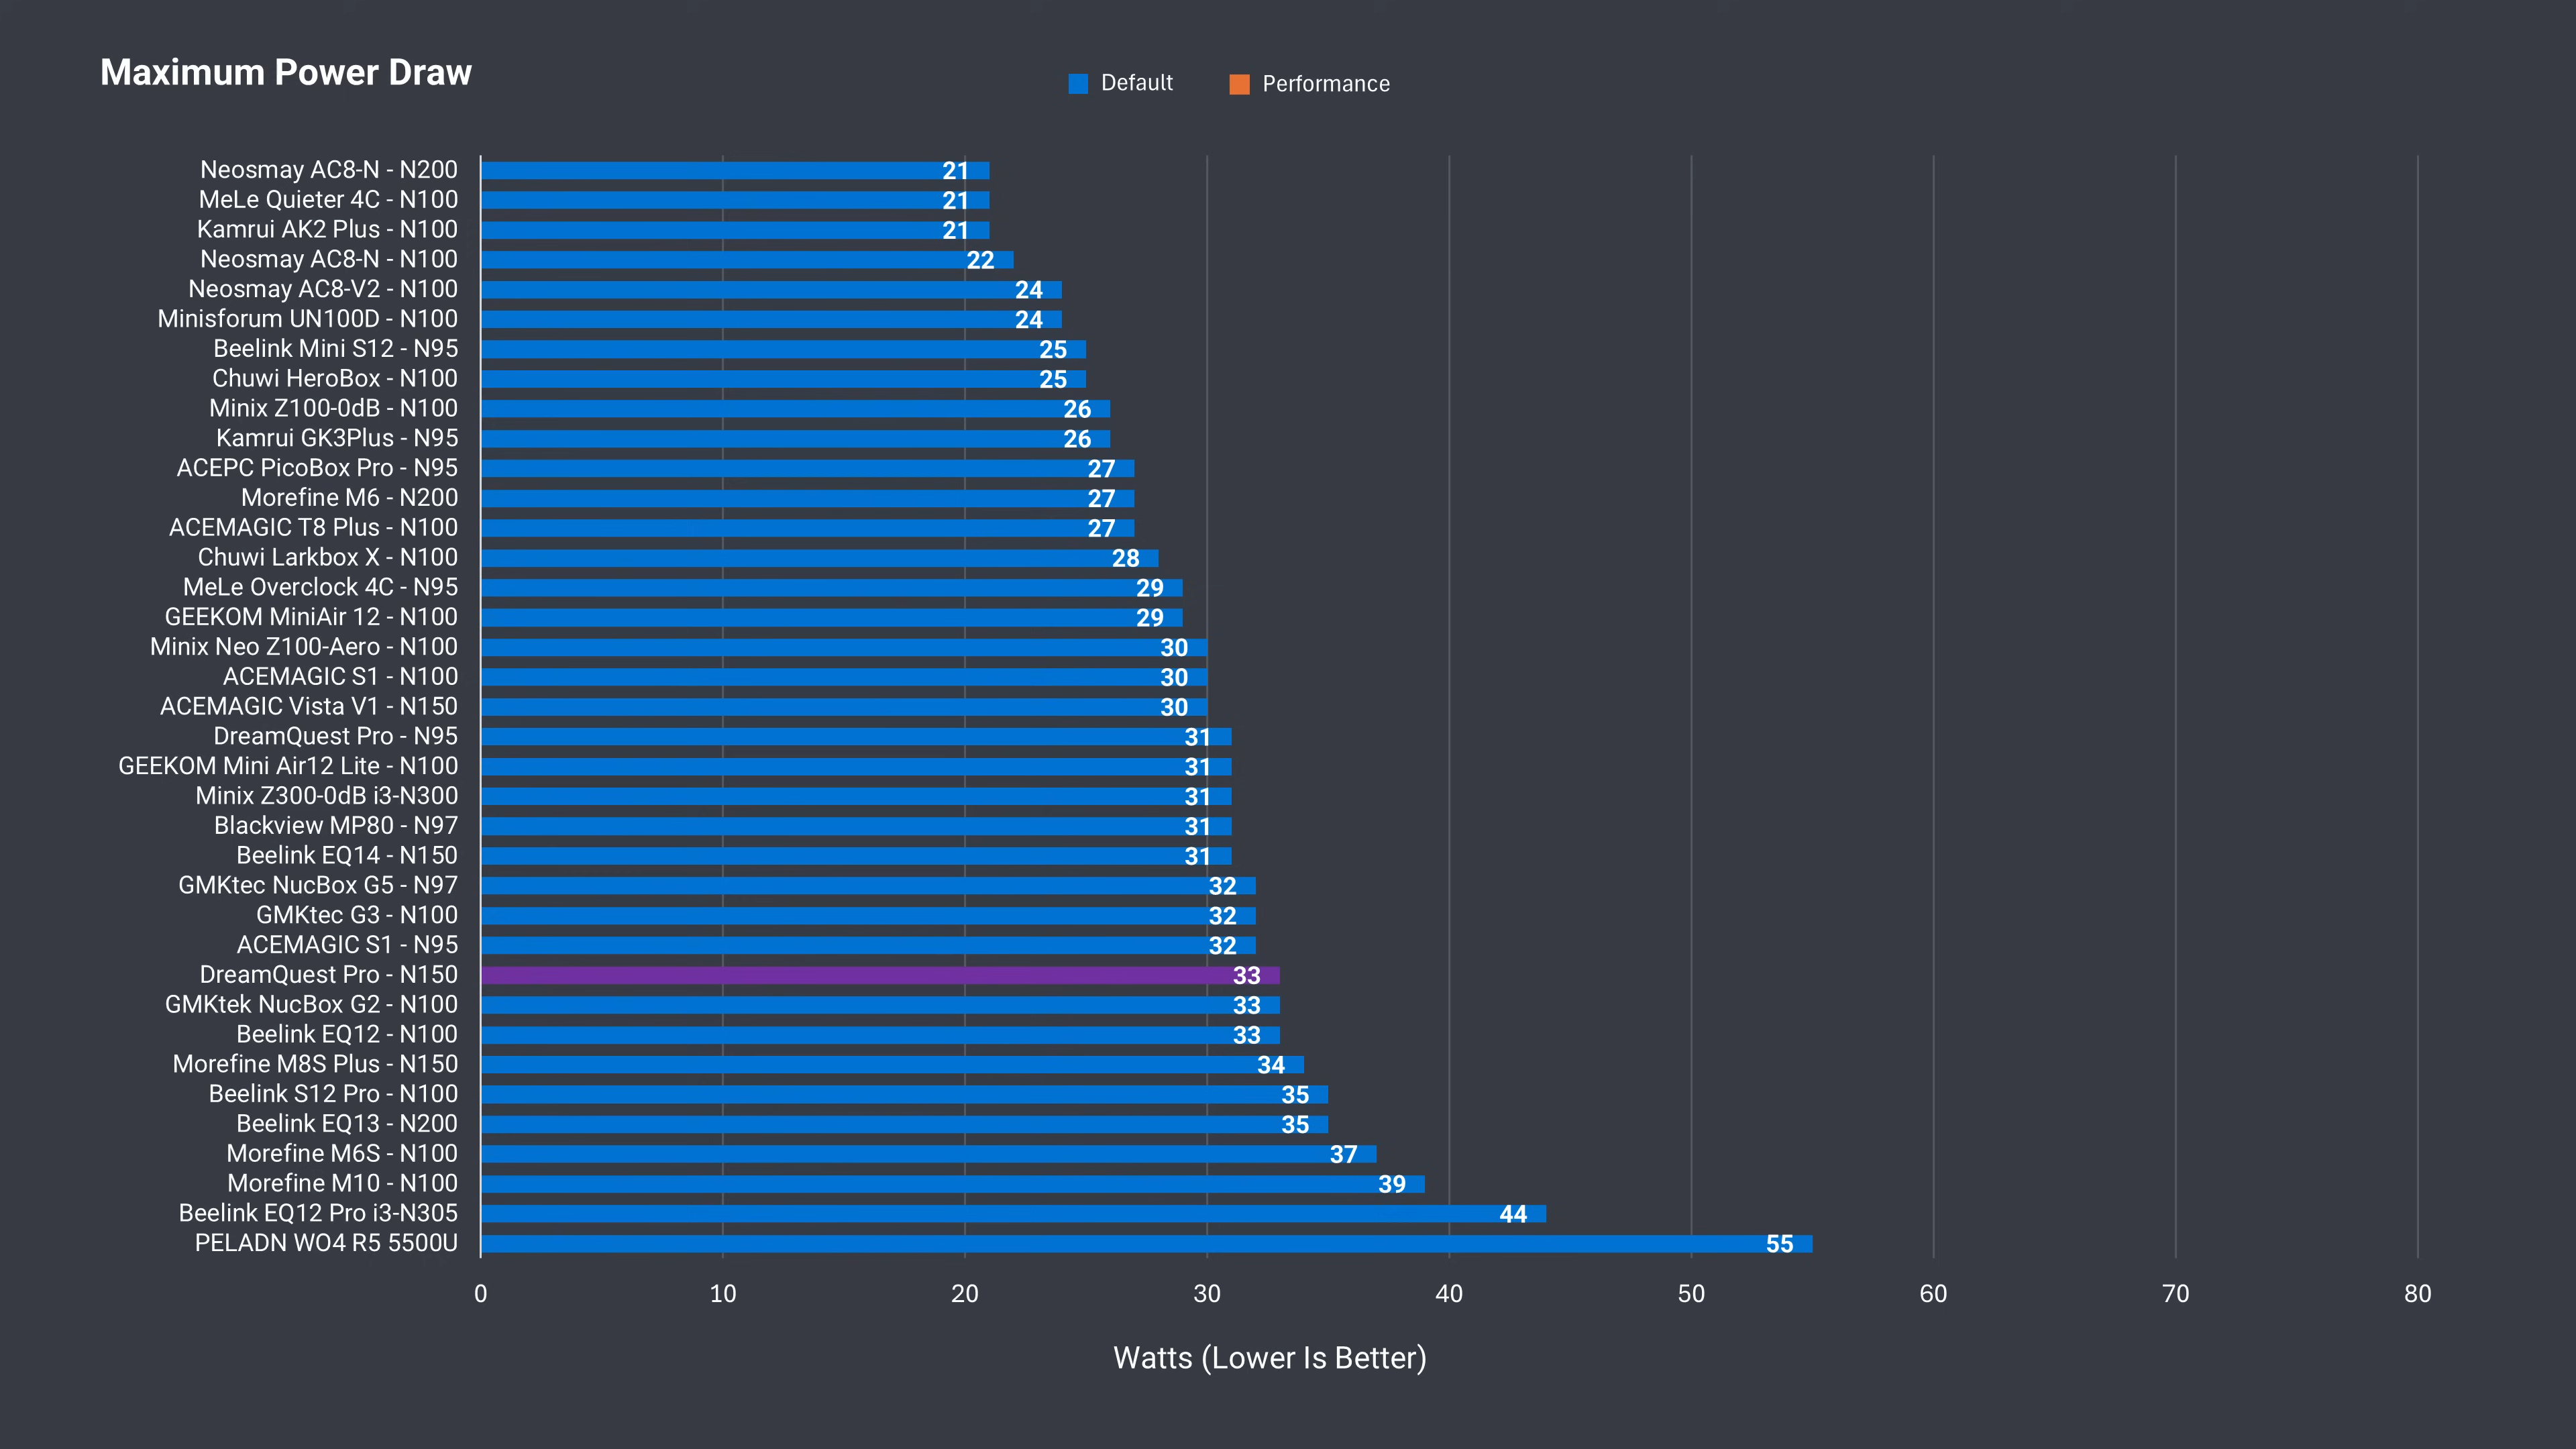 Maximum Power Draw
Default
Performance
Neosmay AC8-N - N200 21
MeLe Quieter 4C - N100 21
Kamrui AK2 Plus - N100 21
Neosmay AC8-N - N100 22
Neosmay AC8-V2 - N100 24
Minisforum UN100D - N100 24
Beelink Mini S12 - N95 25
Chuwi HeroBox - N100 25
Minix Z100-0dB - N100 26
Kamrui GK3Plus - N95 26
ACEPC PicoBox Pro - N95 27
Morefine M6 - N200 27
ACEMAGIC T8 Plus - N100 27
Chuwi Larkbox X - N100 28
MeLe Overclock 4C - N95 29
GEEKOM MiniAir 12 - N100 29
Minix Neo Z100-Aero - N100 30
ACEMAGIC S1 - N100 30
ACEMAGIC Vista V1 - N150 30
DreamQuest Pro - N95 31
GEEKOM Mini Air12 Lite - N100 31
Minix Z300-0dB i3-N300 31
Blackview MP80 - N97 31
Beelink EQ14 - N150 31
GMKtec NucBox G5 - N97 32
GMKtec G3 - N100 32
ACEMAGIC S1 - N95 32
DreamQuest Pro - N150 33
GMKtek NucBox G2 - N100 33
Beelink EQ12 - N100 33
Morefine M8S Plus - N150 34
Beelink S12 Pro - N100 35
Beelink EQ13 - N200 35
Morefine M6S - N100 37
Morefine M10 - N100 39
Beelink EQ12 Pro i3-N305 44
PELADN WO4 R5 5500U 55
0 10 20 30 40 50 60 70 80
Watts (Lower Is Better)